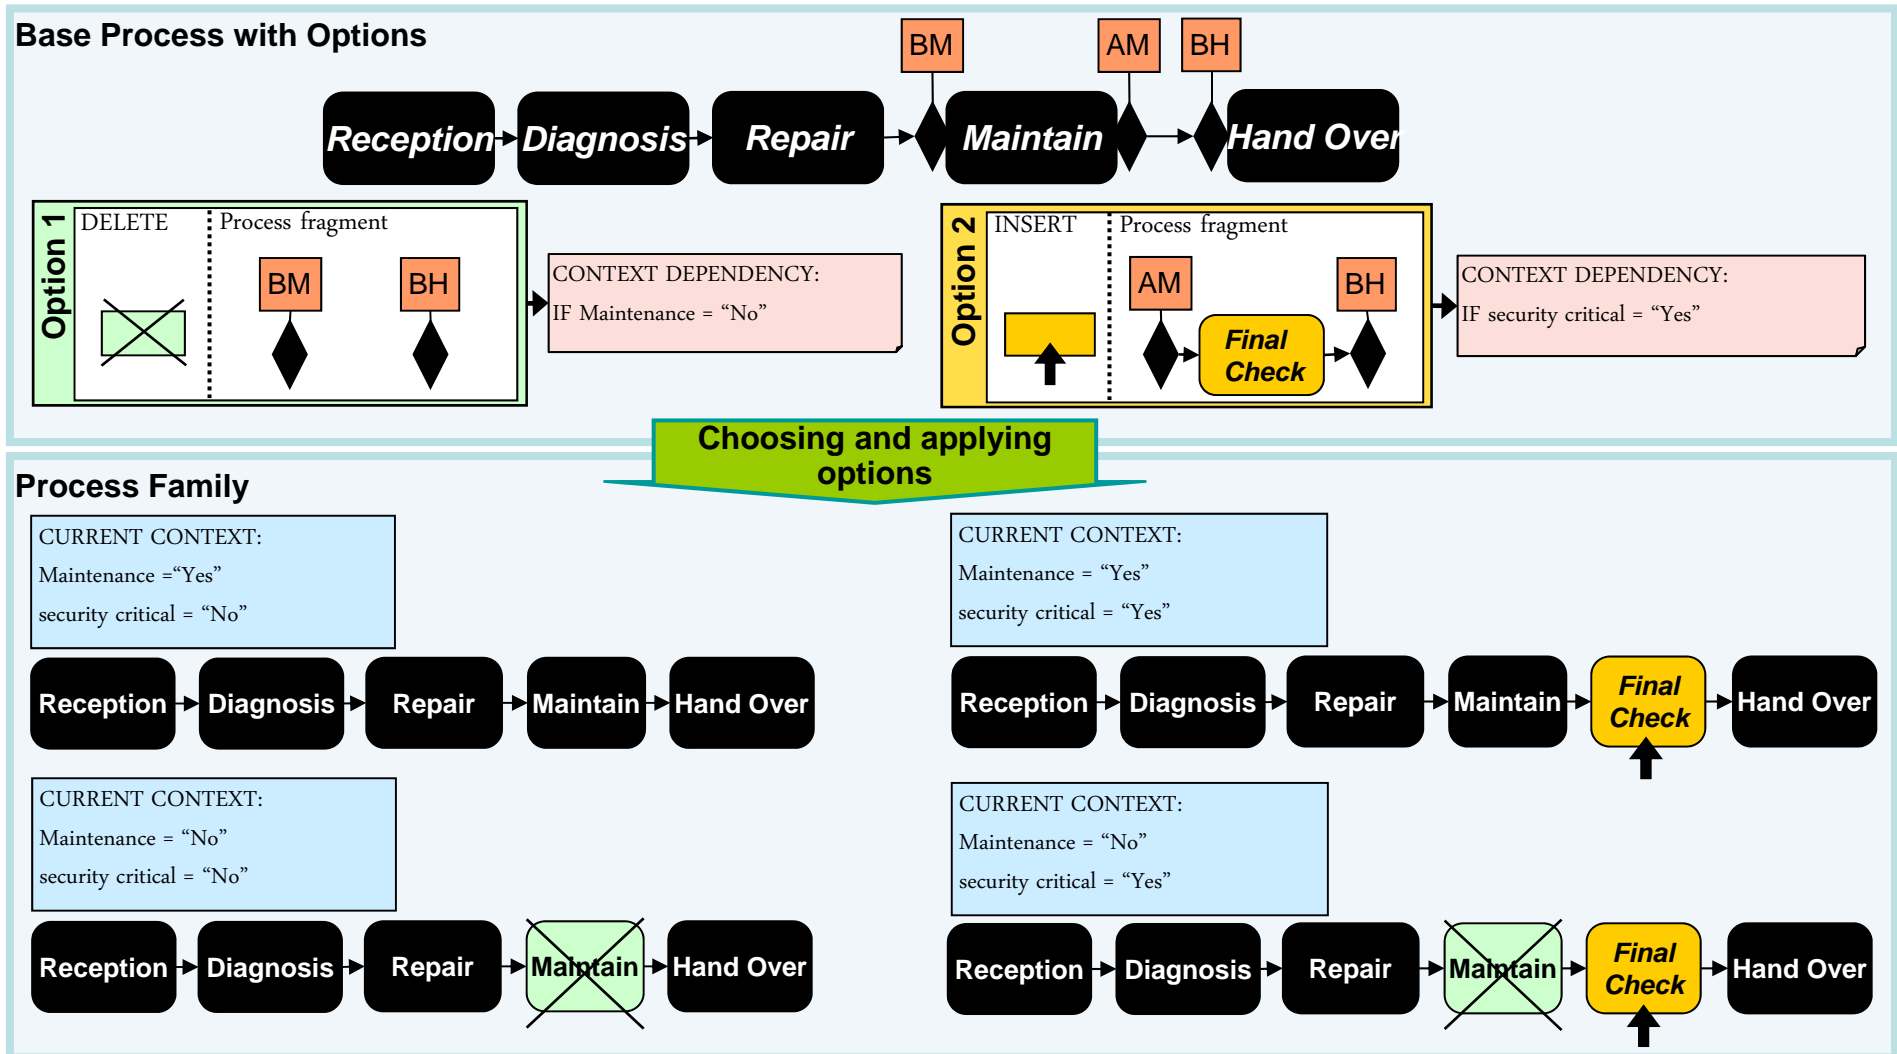 Base Process with Options
BM
AM
BH
Reception
Diagnosis
Repair
Maintain
Hand Over
Option 1
DELETE
Process fragment
BM
BH
CONTEXT DEPENDENCY:
IF Maintenance = “No”
Option 2
INSERT
Process fragment
AM
BH
Final
Check
CONTEXT DEPENDENCY:
IF security critical = “Yes”
Choosing and applying
options
Process Family
CURRENT CONTEXT:
Maintenance =“Yes”
security critical = “No”
Reception
Diagnosis
Repair
Maintain
Hand Over
CURRENT CONTEXT:
Maintenance = “Yes”
security critical = “Yes”
Reception
Diagnosis
Repair
Maintain
Final
Check
Hand Over
CURRENT CONTEXT:
Maintenance = “No”
security critical = “No”
Reception
Diagnosis
Repair
Maintain
Hand Over
CURRENT CONTEXT:
Maintenance = “No”
security critical = “Yes”
Reception
Diagnosis
Repair
Maintain
Final
Check
Hand Over